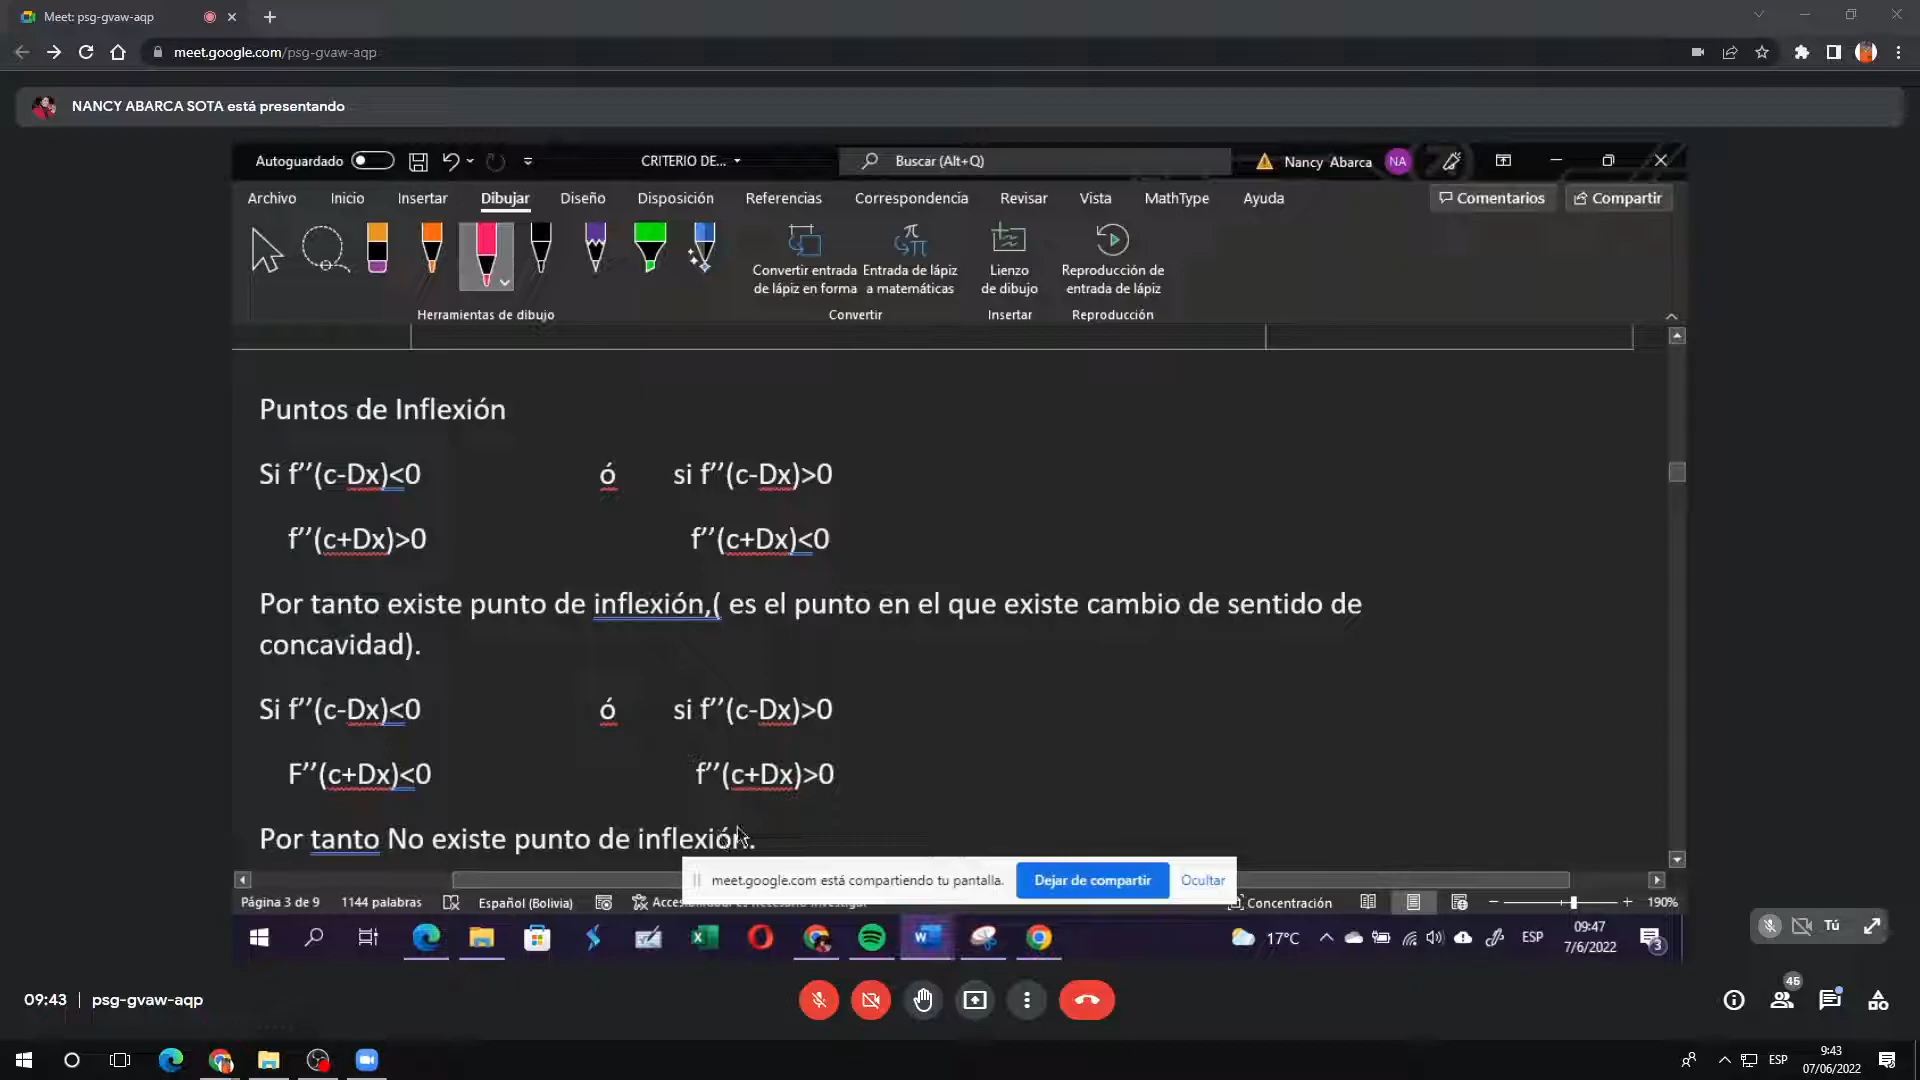 Meet: psg-gvaw-aqp
meet.google.com/psg-gvaw-aqp
NANCY ABARCA SOTA está presentando
Autoguardado
CRITERIO DE...
Buscar (Alt+Q)
Nancy Abarca
NA
Archivo
Inicio
Insertar
Dibujar
Diseño
Disposición
Referencias
Correspondencia
Revisar
Vista
MathType
Ayuda
Comentarios
Compartir
Convertir entrada de lápiz en forma
Entrada de lápiz a matemáticas
Lienzo de dibujo
Reproducción de entrada de lápiz
Herramientas de dibujo
Convertir
Insertar
Reproducción
Puntos de Inflexión
Si f’’(c-Dx)<0 ó si f’’(c-Dx)>0
f’’(c+Dx)>0 f’’(c+Dx)<0
Por tanto existe punto de inflexión,( es el punto en el que existe cambio de sentido de
concavidad).
Si f’’(c-Dx)<0 ó si f’’(c-Dx)>0
F’’(c+Dx)<0 f’’(c+Dx)>0
Por tanto No existe punto de inflexión.
meet.google.com está compartiendo tu pantalla.
Dejar de compartir
Ocultar
Página 3 de 9
1144 palabras
Español (Bolivia)
Concentración
190%
17°C
ESP
09:47
7/6/2022
3
Tú
09:43 | psg-gvaw-aqp
45
ESP
9:43
07/06/2022